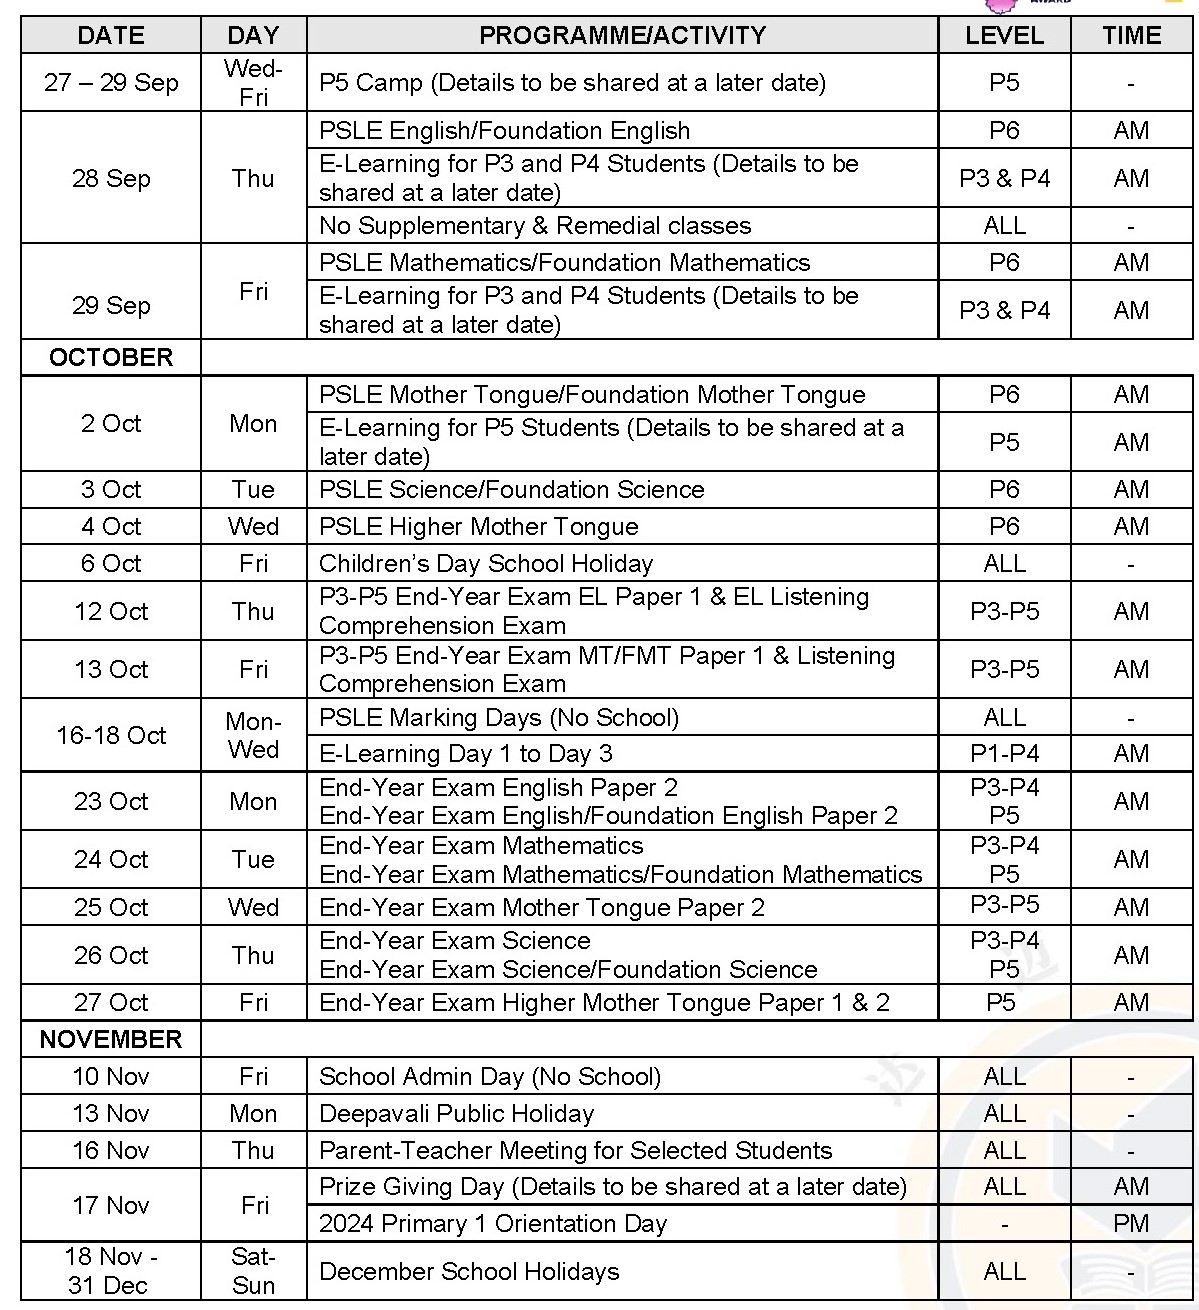 AWARD
DATE DAY PROGRAMME/ACTIVITY LEVEL TIME
27 – 29 Sep Wed-
Fri P5 Camp (Details to be shared at a later date) P5 -
28 Sep Thu PSLE English/Foundation English P6 AM
E-Learning for P3 and P4 Students (Details to be
shared at a later date) P3 & P4 AM
No Supplementary & Remedial classes ALL -
29 Sep Fri PSLE Mathematics/Foundation Mathematics P6 AM
E-Learning for P3 and P4 Students (Details to be
shared at a later date) P3 & P4 AM
OCTOBER
2 Oct Mon PSLE Mother Tongue/Foundation Mother Tongue P6 AM
E-Learning for P5 Students (Details to be shared at a
later date) P5 AM
3 Oct Tue PSLE Science/Foundation Science P6 AM
4 Oct Wed PSLE Higher Mother Tongue P6 AM
6 Oct Fri Children’s Day School Holiday ALL -
12 Oct Thu P3-P5 End-Year Exam EL Paper 1 & EL Listening
Comprehension Exam P3-P5 AM
13 Oct Fri P3-P5 End-Year Exam MT/FMT Paper 1 & Listening
Comprehension Exam P3-P5 AM
16-18 Oct Mon-
Wed PSLE Marking Days (No School) ALL -
E-Learning Day 1 to Day 3 P1-P4 AM
23 Oct Mon End-Year Exam English Paper 2 P3-P4 AM
End-Year Exam English/Foundation English Paper 2 P5
24 Oct Tue End-Year Exam Mathematics P3-P4 AM
End-Year Exam Mathematics/Foundation Mathematics P5
25 Oct Wed End-Year Exam Mother Tongue Paper 2 P3-P5 AM
26 Oct Thu End-Year Exam Science P3-P4 AM
End-Year Exam Science/Foundation Science P5
27 Oct Fri End-Year Exam Higher Mother Tongue Paper 1 & 2 P5 AM
NOVEMBER
10 Nov Fri School Admin Day (No School) ALL -
13 Nov Mon Deepavali Public Holiday ALL -
16 Nov Thu Parent-Teacher Meeting for Selected Students ALL -
17 Nov Fri Prize Giving Day (Details to be shared at a later date) ALL AM
2024 Primary 1 Orientation Day - PM
18 Nov -
31 Dec Sat-
Sun December School Holidays ALL -